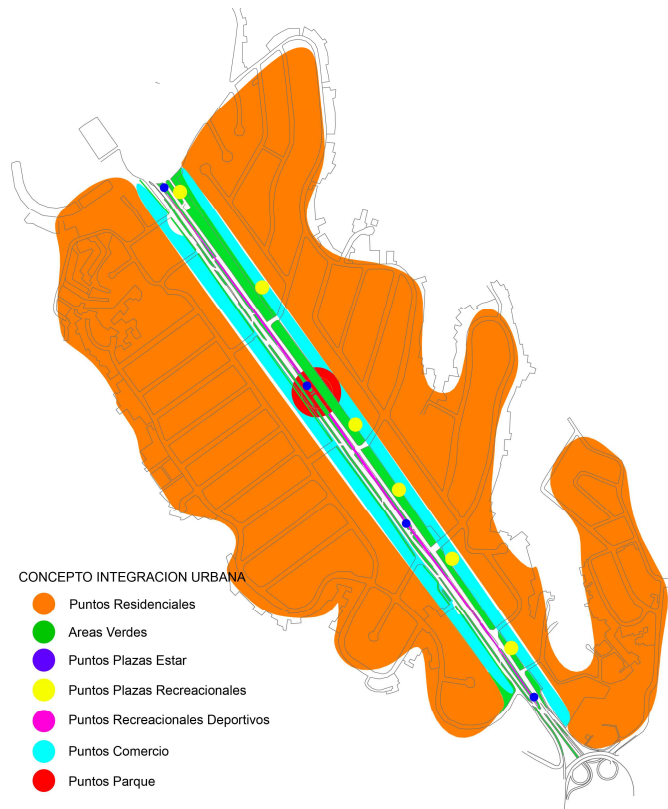 CONCEPTO INTEGRACION URBANA
Puntos Residenciales
Areas Verdes
Puntos Plazas Estar
Puntos Plazas Recreacionales
Puntos Recreacionales Deportivos
Puntos Comercio
Puntos Parque